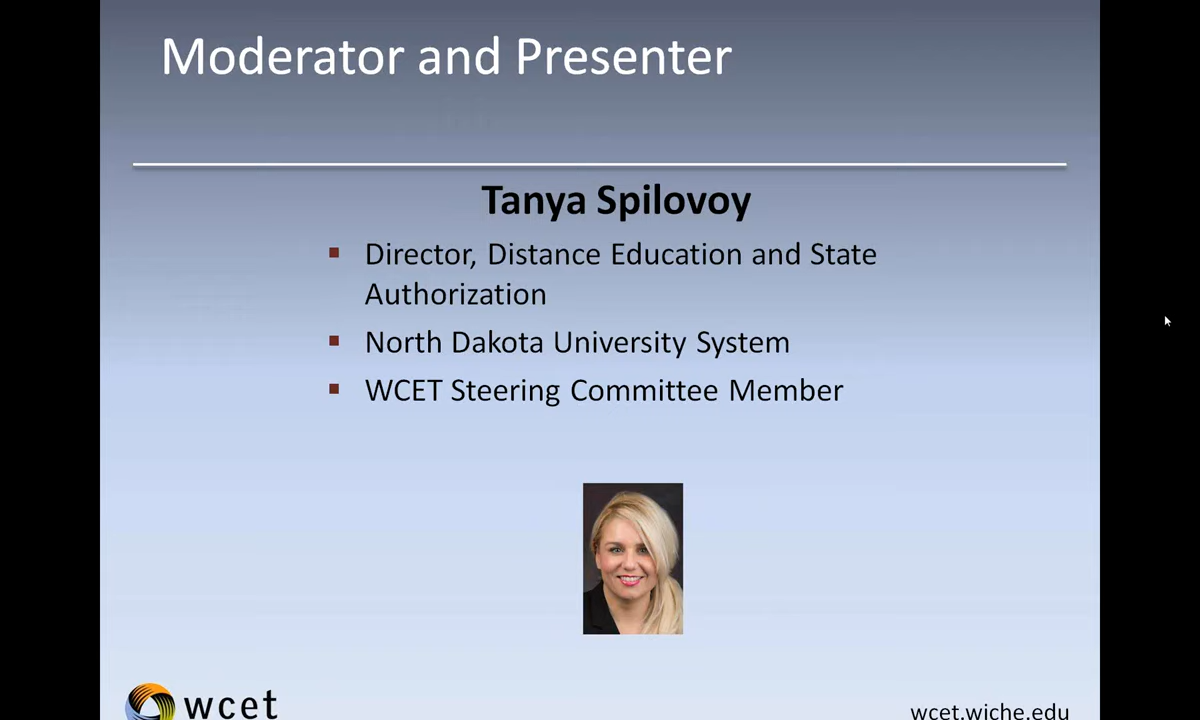 Moderator and Presenter
Tanya Spilovoy
Director, Distance Education and State
Authorization
North Dakota University System
WCET Steering Committee Member
wcet
wcet.wiche.edu